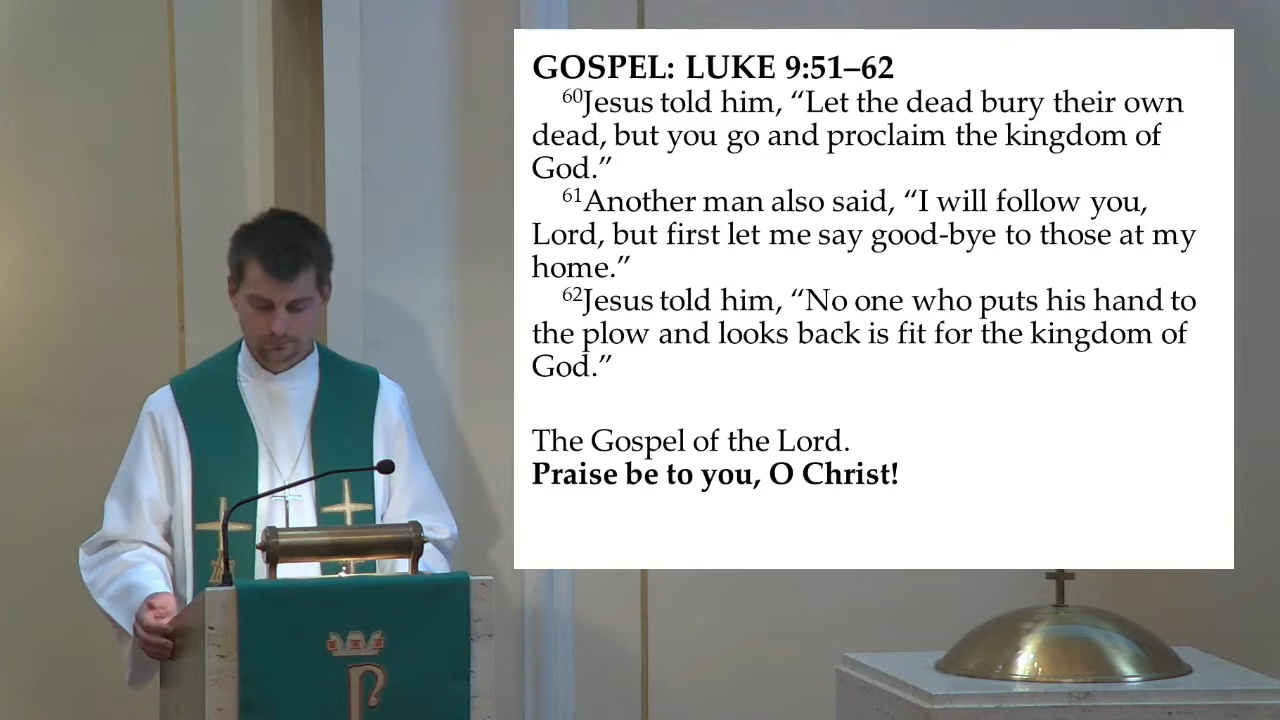 GOSPEL: LUKE 9:51–62
⁶⁰Jesus told him, “Let the dead bury their own
dead, but you go and proclaim the kingdom of
God.”
⁶¹Another man also said, “I will follow you,
Lord, but first let me say good-bye to those at my
home.”
⁶²Jesus told him, “No one who puts his hand to
the plow and looks back is fit for the kingdom of
God.”
The Gospel of the Lord.
Praise be to you, O Christ!